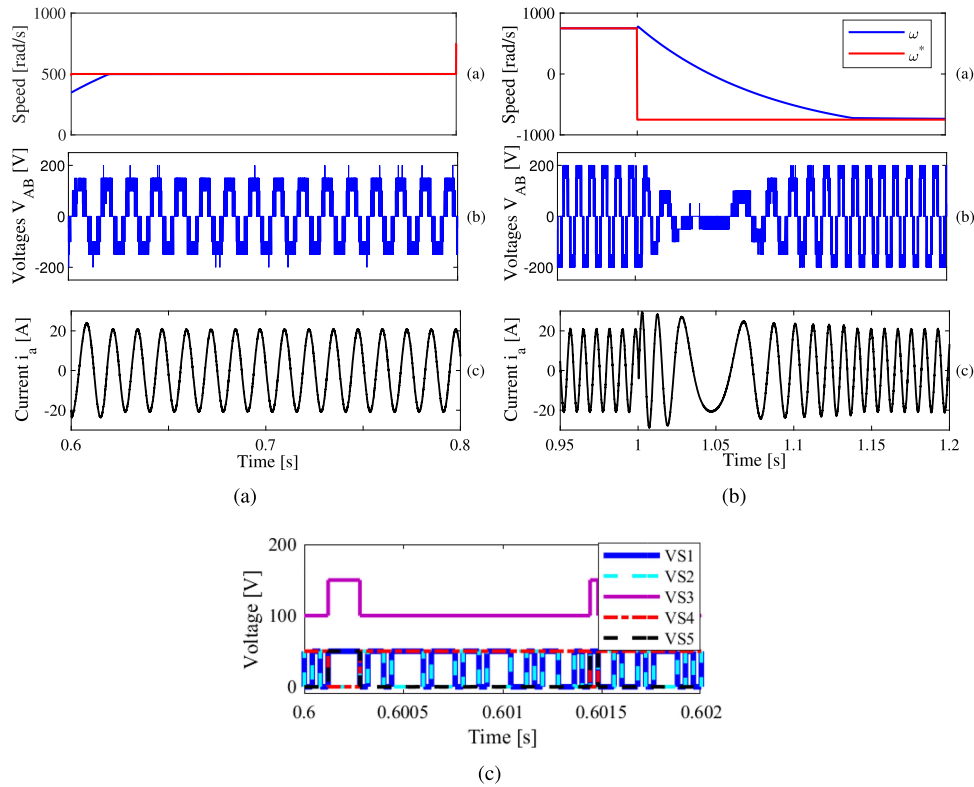 1000
500
0
Speed [rad/s]
(a)
200
0
-200
Voltages V_AB [V]
(b)
20
0
-20
Current i_a [A]
(c)
0.6 0.7 0.8
Time [s]
(a)
1000
0
-1000
Speed [rad/s]
ω
ω*
(a)
200
0
-200
Voltages V_AB [V]
(b)
20
0
-20
Current i_a [A]
(c)
0.95 1 1.05 1.1 1.15 1.2
Time [s]
(b)
200
100
0
Voltage [V]
VS1
VS2
VS3
VS4
VS5
0.6 0.6005 0.601 0.6015 0.602
Time [s]
(c)